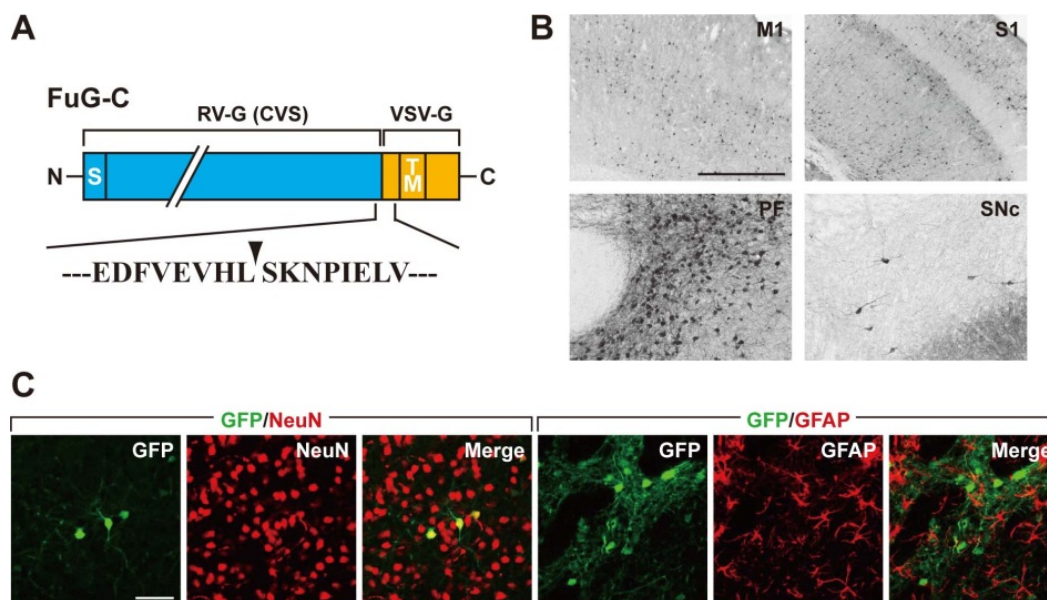 A
FuG-C
RV-G (CVS)
VSV-G
N
S
TM
C
---EDFVEVHL SKNPIELV---
B
M1
S1
PF
SNc
C
GFP/NeuN
GFP/GFAP
GFP
NeuN
Merge
GFP
GFAP
Merge